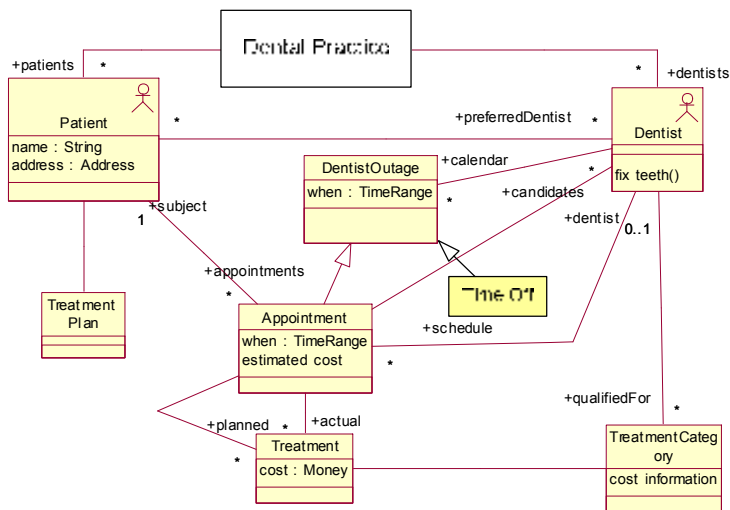 Dental Practice
+patients
*
*
+dentists
Patient
name : String
address : Address
*
+preferredDentist
*
Dentist
fix teeth()
DentistOutage
when : TimeRange
+calendar
*
*
+candidates
+dentist
0..1
+subject
1
+appointments
*
Time Off
Treatment
Plan
Appointment
when : TimeRange
estimated cost
+schedule
*
+planned
*
+actual
*
+qualifiedFor
*
Treatment
cost : Money
TreatmentCateg
ory
cost information